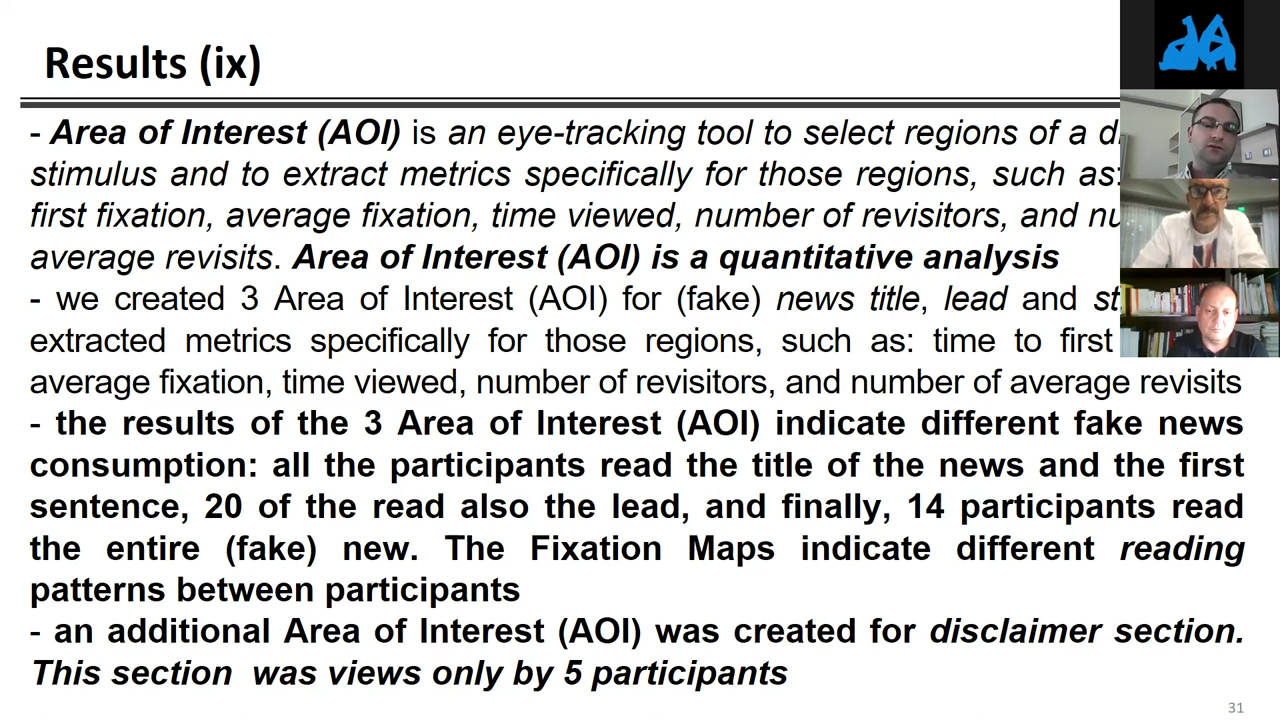 Results (ix)
- Area of Interest (AOI) is an eye-tracking tool to select regions of a
stimulus and to extract metrics specifically for those regions, such as:
first fixation, average fixation, time viewed, number of revisitors, and
average revisits. Area of Interest (AOI) is a quantitative analysis
- we created 3 Area of Interest (AOI) for (fake) news title, lead and
extracted metrics specifically for those regions, such as: time to first
average fixation, time viewed, number of revisitors, and number of average revisits
- the results of the 3 Area of Interest (AOI) indicate different fake news
consumption: all the participants read the title of the news and the first
sentence, 20 of the read also the lead, and finally, 14 participants read
the entire (fake) new. The Fixation Maps indicate different reading
patterns between participants
- an additional Area of Interest (AOI) was created for disclaimer section.
This section was views only by 5 participants
31